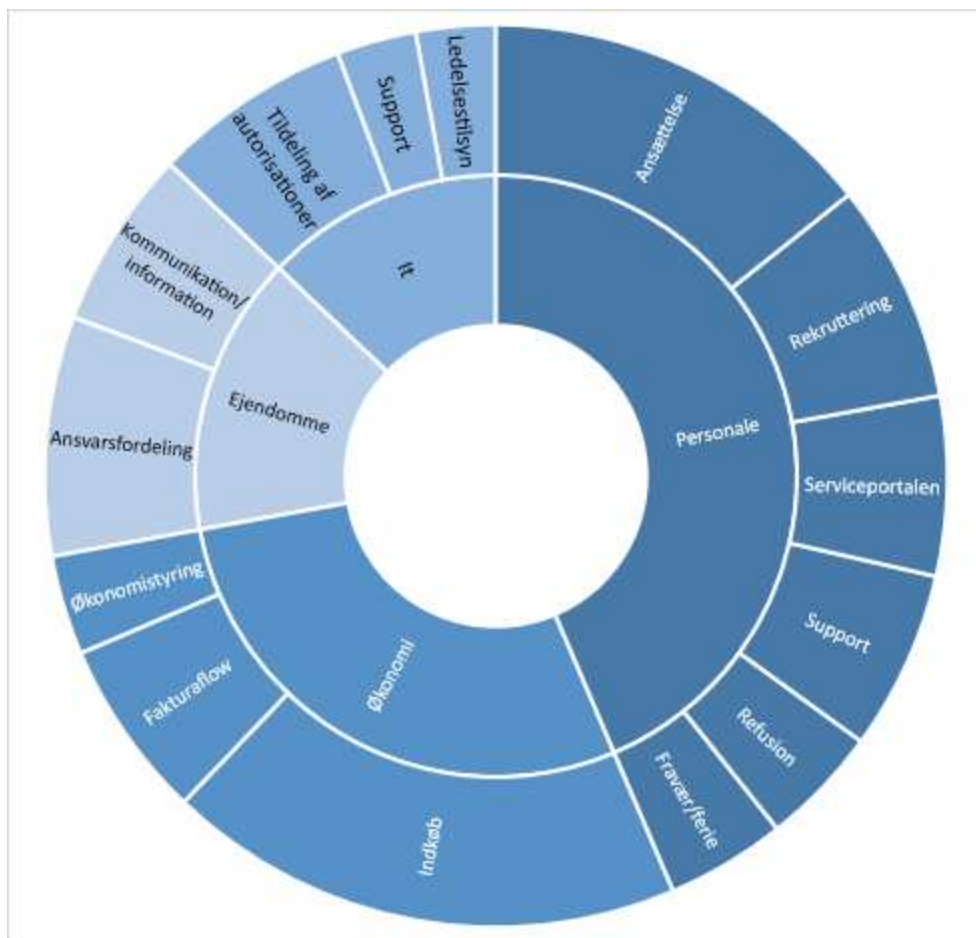 Ansættelse
Rekruttering
Serviceportalen
Support
Refusion
Fravær/ferie
Personale
Indkøb
Fakturaflow
Økonomistyring
Økonomi
Ansvarsfordeling
Kommunikation/
information
Ejendomme
Tildeling af
autorisationer
Support
Ledelsestilsyn
It